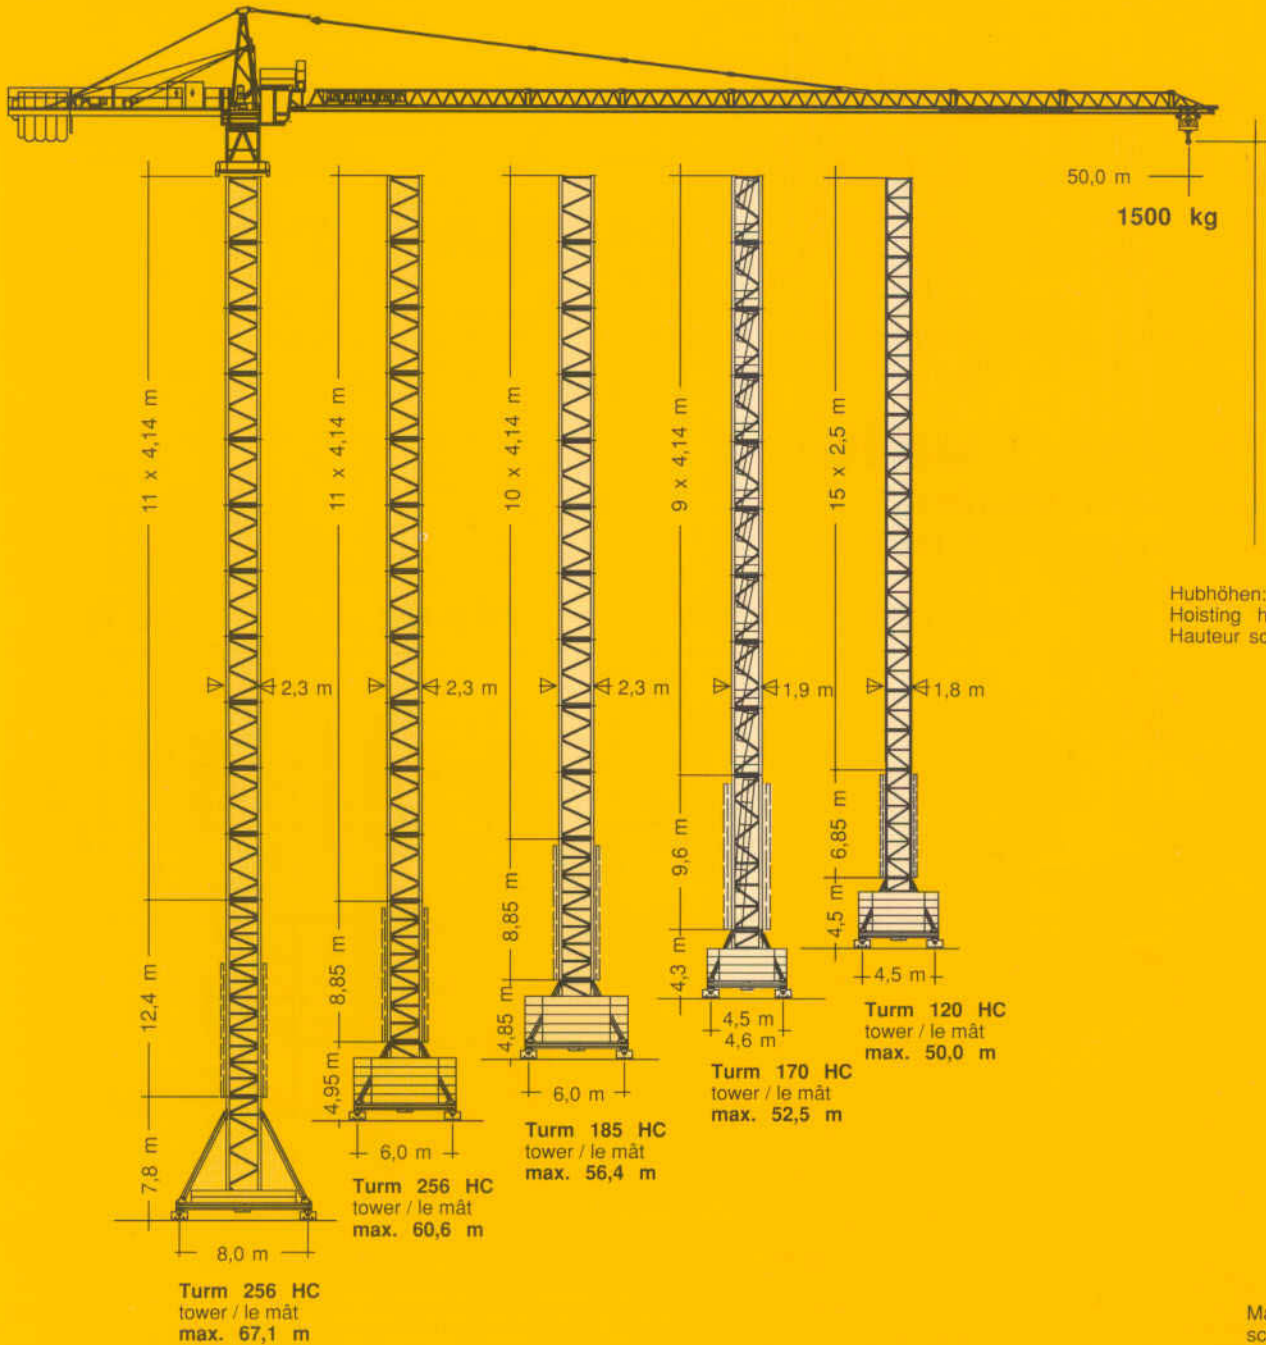 50,0 m
1500 kg
11 x 4,14 m
11 x 4,14 m
10 x 4,14 m
9 x 4,14 m
15 x 2,5 m
Hubhöhen:
Hoisting
Hauteur
2,3 m
2,3 m
2,3 m
1,9 m
1,8 m
12,4 m
7,8 m
8,85 m
4,95 m
8,85 m
4,85 m
9,6 m
4,3 m
6,85 m
4,5 m
4,5 m
Turm 120 HC
tower / le mât
max. 50,0 m
4,5 m
4,6 m
Turm 170 HC
tower / le mât
max. 52,5 m
6,0 m
Turm 185 HC
tower / le mât
max. 56,4 m
6,0 m
Turm 256 HC
tower / le mât
max. 60,6 m
8,0 m
Turm 256 HC
tower / le mât
max. 67,1 m